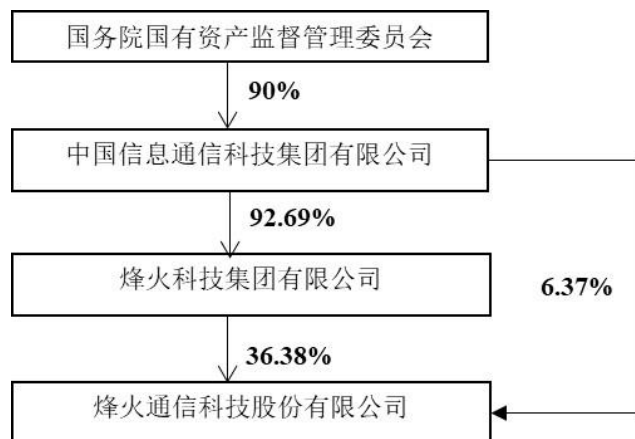 国务院国有资产监督管理委员会
90%
中国信息通信科技集团有限公司
92.69%
烽火科技集团有限公司
6.37%
36.38%
烽火通信科技股份有限公司